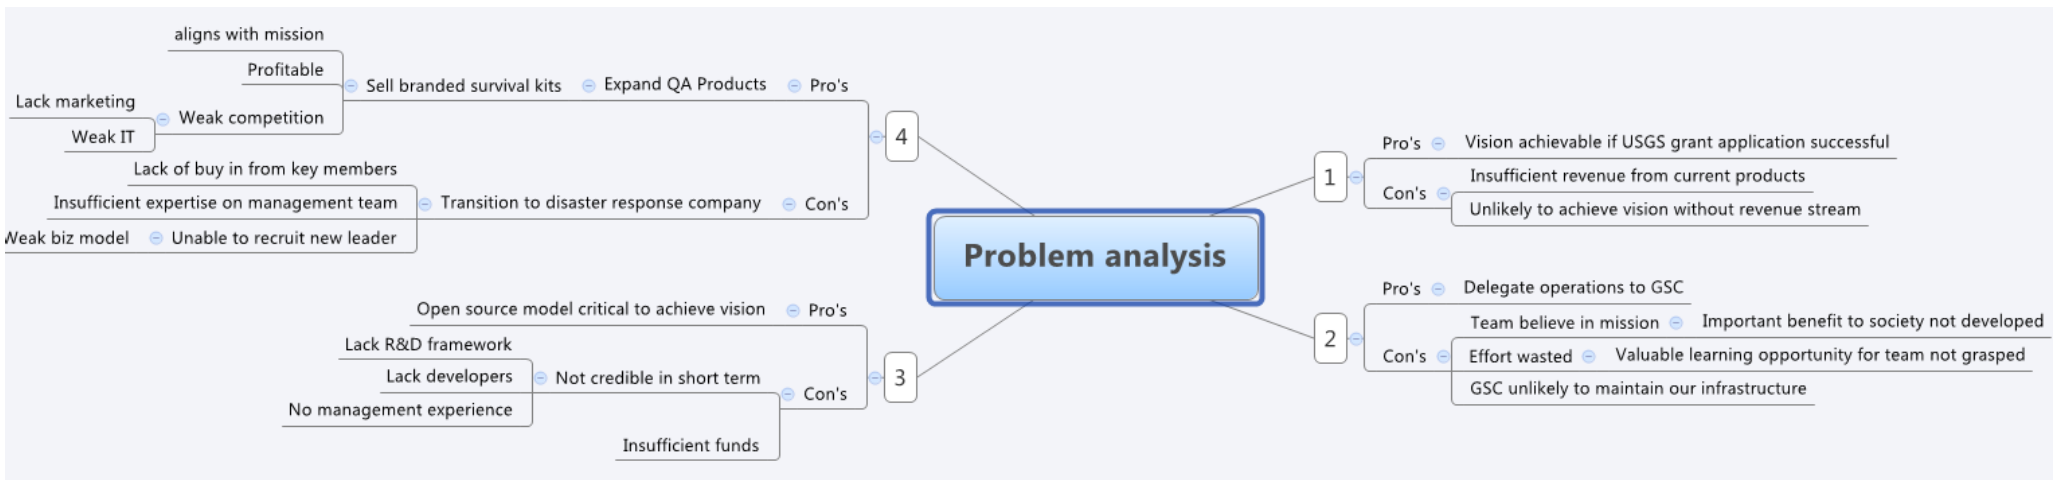 Problem analysis
1
Pro's
Vision achievable if USGS grant application successful
Con's
Insufficient revenue from current products
Unlikely to achieve vision without revenue stream
2
Pro's
Delegate operations to GSC
Con's
Team believe in mission
Important benefit to society not developed
Effort wasted
Valuable learning opportunity for team not grasped
GSC unlikely to maintain our infrastructure
3
Pro's
Open source model critical to achieve vision
Con's
Not credible in short term
Lack R&D framework
Lack developers
No management experience
Insufficient funds
4
Pro's
Expand QA Products
Sell branded survival kits
aligns with mission
Profitable
Weak competition
Lack marketing
Weak IT
Con's
Transition to disaster response company
Lack of buy in from key members
Insufficient expertise on management team
Unable to recruit new leader
Weak biz model